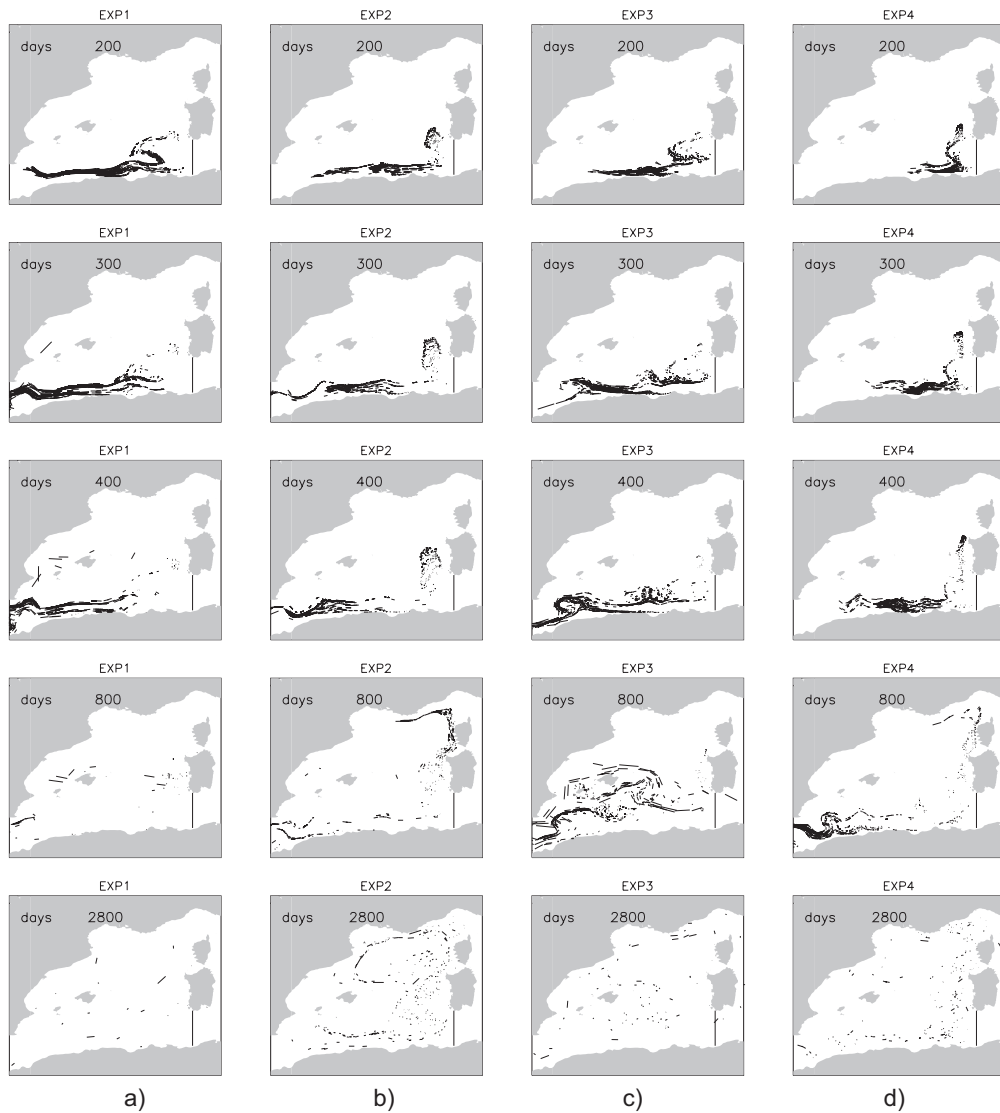 EXP1 EXP2 EXP3 EXP4
days 200 days 200 days 200 days 200
EXP1 EXP2 EXP3 EXP4
days 300 days 300 days 300 days 300
EXP1 EXP2 EXP3 EXP4
days 400 days 400 days 400 days 400
EXP1 EXP2 EXP3 EXP4
days 800 days 800 days 800 days 800
EXP1 EXP2 EXP3 EXP4
days 2800 days 2800 days 2800 days 2800
a) b) c) d)